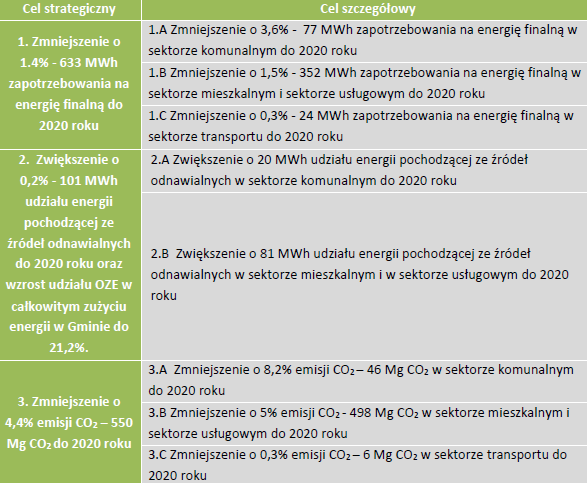 Cel strategiczny
Cel szczegółowy
1. Zmniejszenie o
1.4% - 633 MWh
zapotrzebowania na
energię finalną do
2020 roku
1.A Zmniejszenie o 3,6% -  77 MWh zapotrzebowania na energię finalną w
sektorze komunalnym do 2020 roku
1.B Zmniejszenie o 1,5% - 352 MWh zapotrzebowania na energię finalną w
sektorze mieszkalnym i sektorze usługowym do 2020 roku
1.C Zmniejszenie o 0,3% - 24 MWh zapotrzebowania na energię finalną w
sektorze transportu do 2020 roku
2.  Zwiększenie o
0,2% - 101 MWh
udziału energii
pochodzącej ze
źródeł odnawialnych
do 2020 roku oraz
wzrost udziału OZE w
całkowitym zużyciu
energii w Gminie do
21,2%.
2.A Zwiększenie o 20 MWh udziału energii pochodzącej ze źródeł
odnawialnych w sektorze komunalnym do 2020 roku
2.B  Zwiększenie o 81 MWh udziału energii pochodzącej ze źródeł
odnawialnych w sektorze mieszkalnym i w sektorze usługowym do 2020
roku
3. Zmniejszenie o
4,4% emisji CO₂ – 550
Mg CO₂ do 2020 roku
3.A  Zmniejszenie o 8,2% emisji CO₂ – 46 Mg CO₂ w sektorze komunalnym
do 2020 roku
3.B Zmniejszenie o 5% emisji CO₂ - 498 Mg CO₂ w sektorze mieszkalnym i
sektorze usługowym do 2020 roku
3.C Zmniejszenie o 0,3% emisji CO₂ – 6 Mg CO₂ w sektorze transportu do
2020 roku